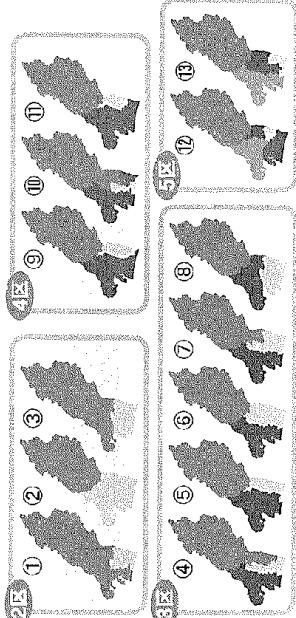 2区
① ② ③
3区
④ ⑤ ⑥ ⑦ ⑧
4区
⑨ ⑩ ⑪
5区
⑫ ⑬